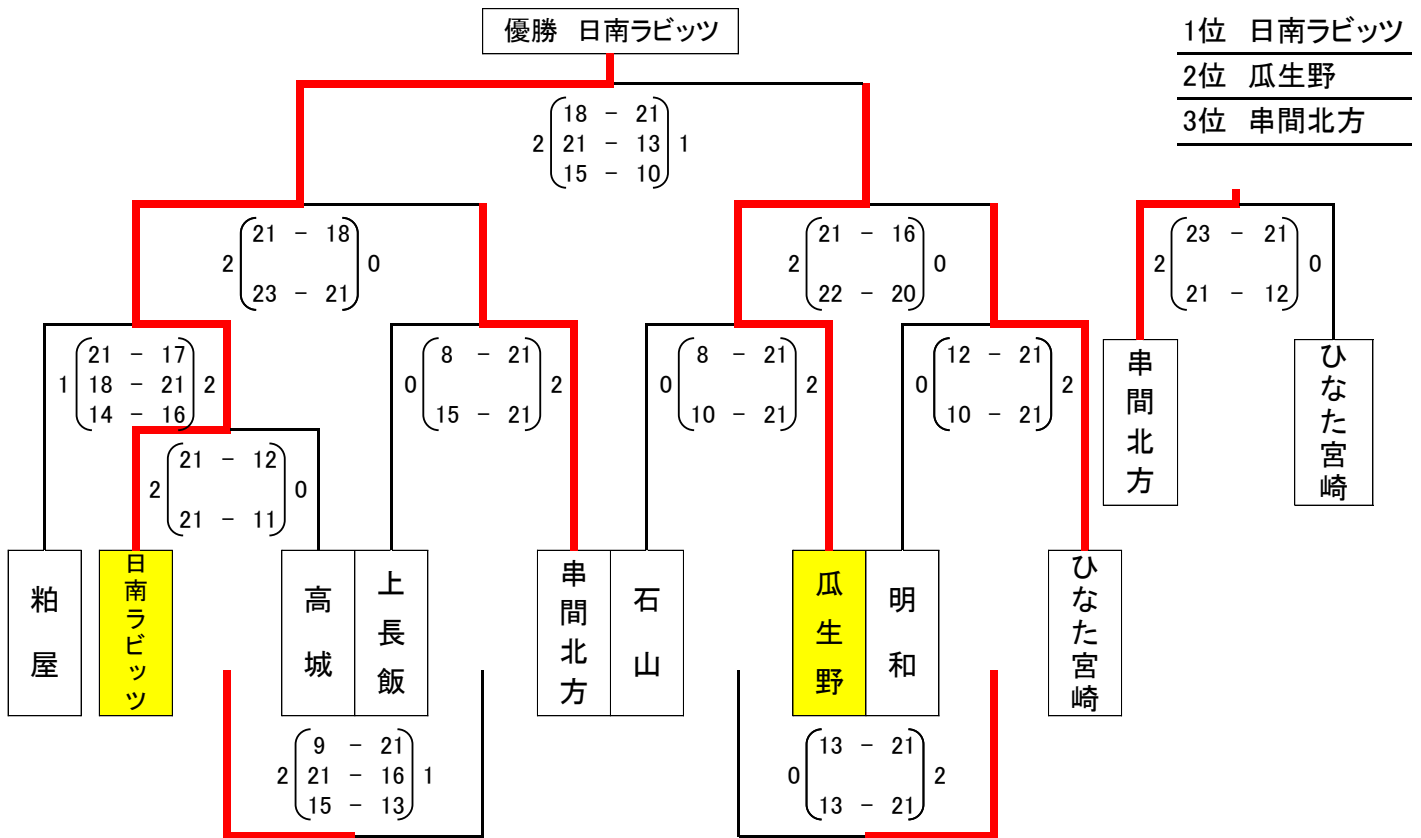 優勝 日南ラビッツ
1位 日南ラビッツ
2位 瓜生野
3位 串間北方
18 - 21
2 21 - 13 1
15 - 10
21 - 18
2 0
23 - 21
21 - 16
2 0
22 - 20
23 - 21
2 0
21 - 12
21 - 17
1 18 - 21 2
14 - 16
8 - 21
0 2
15 - 21
8 - 21
0 2
10 - 21
12 - 21
0 2
10 - 21
串間北方
ひなた宮崎
21 - 12
2 0
21 - 11
粕屋
日南ラビッツ
高城
上長飯
串間北方
石山
瓜生野
明和
ひなた宮崎
9 - 21
2 21 - 16 1
15 - 13
13 - 21
0 2
13 - 21